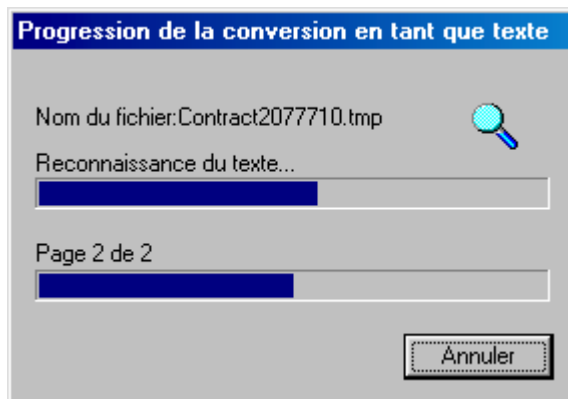 Progression de la conversion en tant que texte
Nom du fichier:Contract2077710.tmp
Reconnaissance du texte...
Page 2 de 2
Annuler